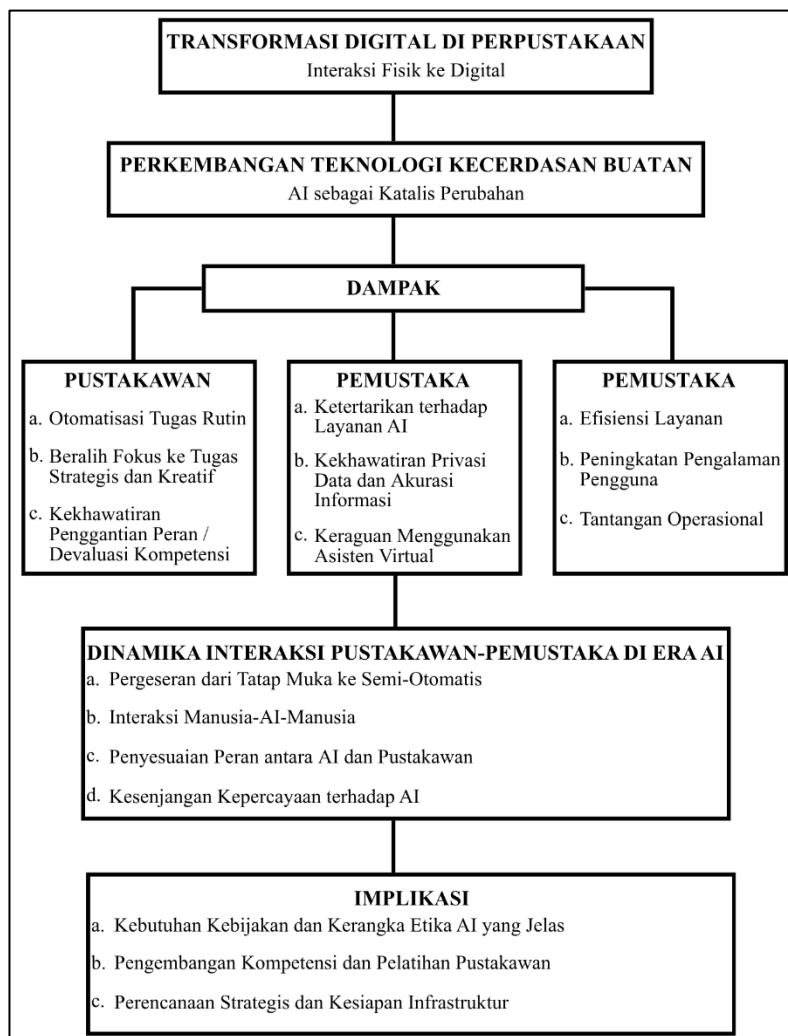 TRANSFORMASI DIGITAL DI PERPUSTAKAAN
Interaksi Fisik ke Digital
PERKEMBANGAN TEKNOLOGI KECERDASAN BUATAN
AI sebagai Katalis Perubahan
DAMPAK
PUSTAKAWAN
a. Otomatisasi Tugas Rutin
b. Beralih Fokus ke Tugas
Strategis dan Kreatif
c. Kekhawatiran
Penggantian Peran /
Devaluasi Kompetensi
PEMUSTAKA
a. Ketertarikan terhadap
Layanan AI
b. Kekhawatiran Privasi
Data dan Akurasi
Informasi
c. Keraguan Menggunakan
Asisten Virtual
PEMUSTAKA
a. Efisiensi Layanan
b. Peningkatan Pengalaman
Pengguna
c. Tantangan Operasional
DINAMIKA INTERAKSI PUSTAKAWAN-PEMUSTAKA DI ERA AI
a. Pergeseran dari Tatap Muka ke Semi-Otomatis
b. Interaksi Manusia-AI-Manusia
c. Penyesuaian Peran antara AI dan Pustakawan
d. Kesenjangan Kepercayaan terhadap AI
IMPLIKASI
a. Kebutuhan Kebijakan dan Kerangka Etika AI yang Jelas
b. Pengembangan Kompetensi dan Pelatihan Pustakawan
c. Perencanaan Strategis dan Kesiapan Infrastruktur